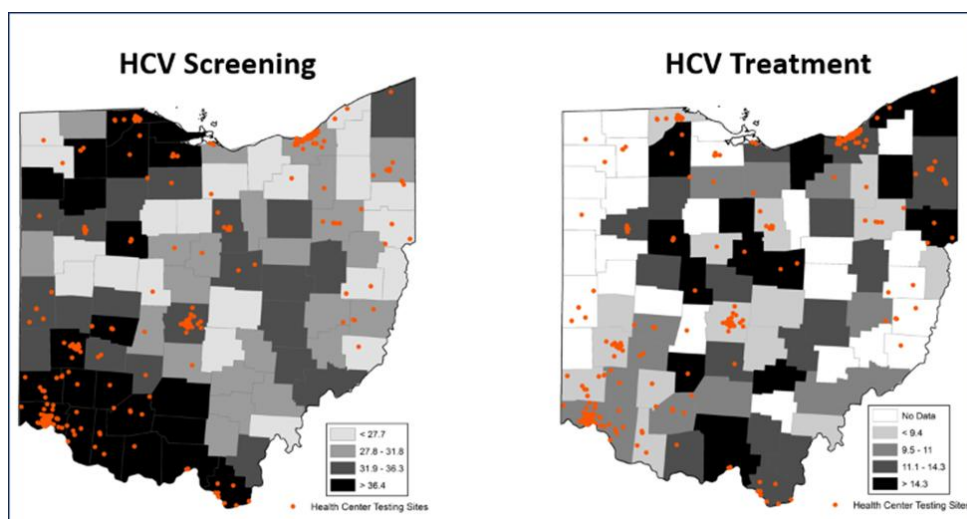 HCV Screening
HCV Treatment
< 27.7
27.8 - 31.8
31.9 - 36.3
> 36.4
Health Center Testing Sites
No Data
< 9.4
9.5 - 11
11.1 - 14.3
> 14.3
Health Center Testing Sites